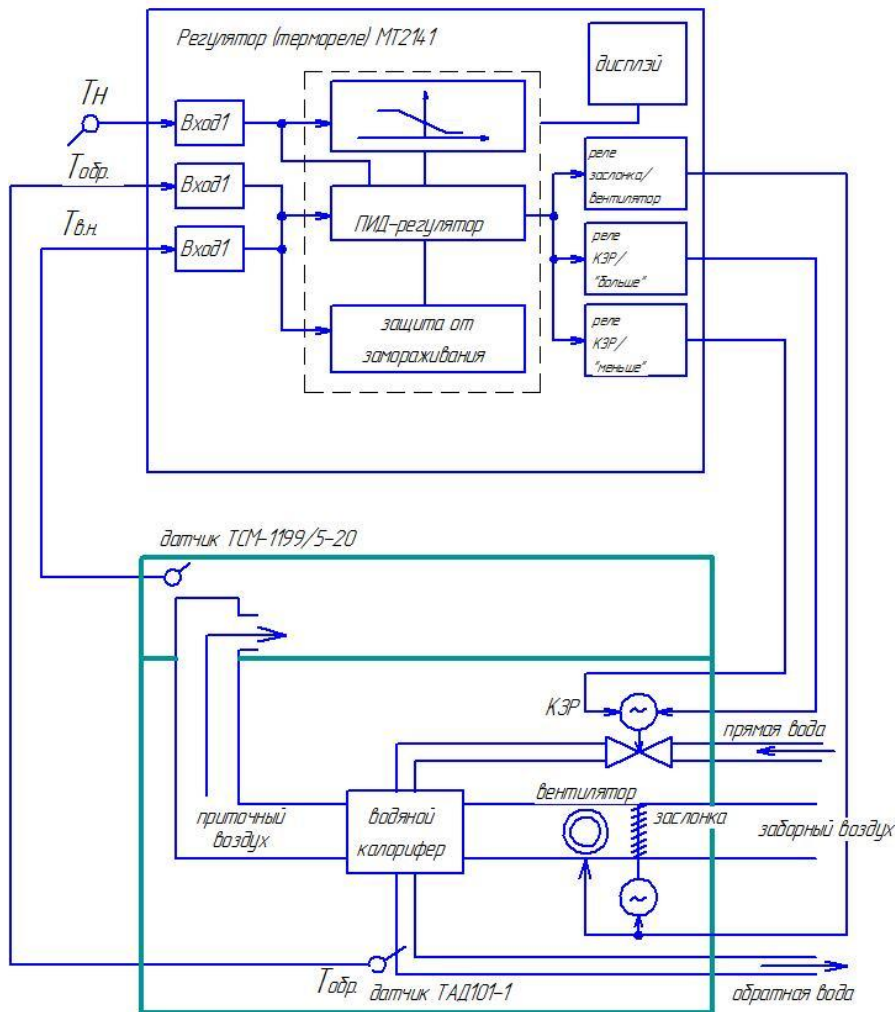 Регулятор (термореле) МТ2141
дисплэй
Тн
Вход1
Тобр.
Вход1
Тв.н.
Вход1
ПИД-регулятор
защита от
замораживания
реле
заслонка/
вентилятор
реле
КЗР/
"больше"
реле
КЗР/
"меньше"
датчик ТСМ-1199/5-20
КЗР
прямая вода
вентилятор
заслонка
приточный
воздух
водяной
калорифер
заборный воздух
Тобр.
датчик ТАД101-1
обратная вода